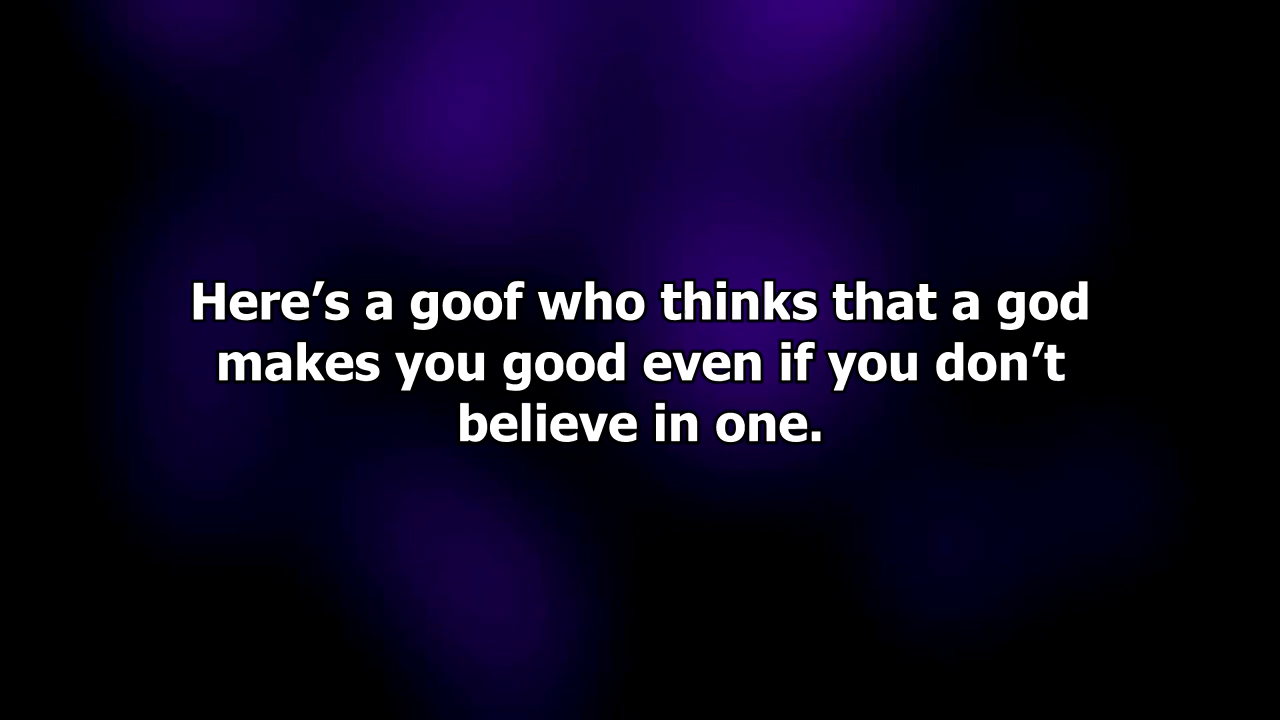 Here’s a goof who thinks that a god
makes you good even if you don’t
believe in one.